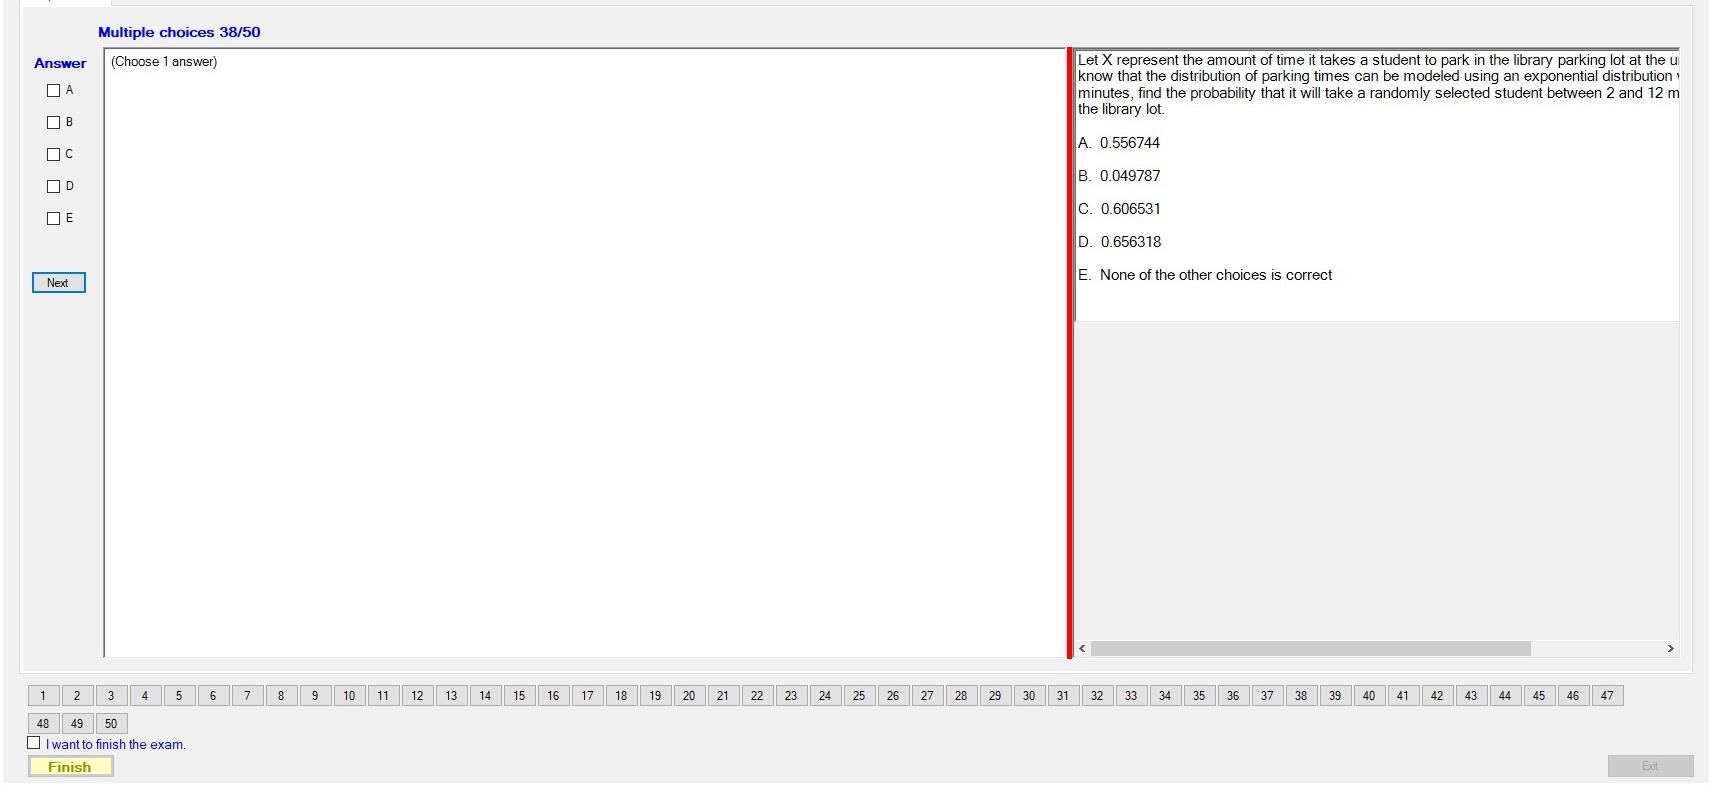 Multiple choices 38/50
Answer
(Choose 1 answer)
A
B
C
D
E
Next
Let X represent the amount of time it takes a student to park in the library parking lot at the
know that the distribution of parking times can be modeled using an exponential distribution
minutes, find the probability that it will take a randomly selected student between 2 and 12 m
the library lot.
A. 0.556744
B. 0.049787
C. 0.606531
D. 0.656318
E. None of the other choices is correct
1 2 3 4 5 6 7 8 9 10 11 12 13 14 15 16 17 18 19 20 21 22 23 24 25 26 27 28 29 30 31 32 33 34 35 36 37 38 39 40 41 42 43 44 45 46 47
48 49 50
I want to finish the exam.
Finish
Exit